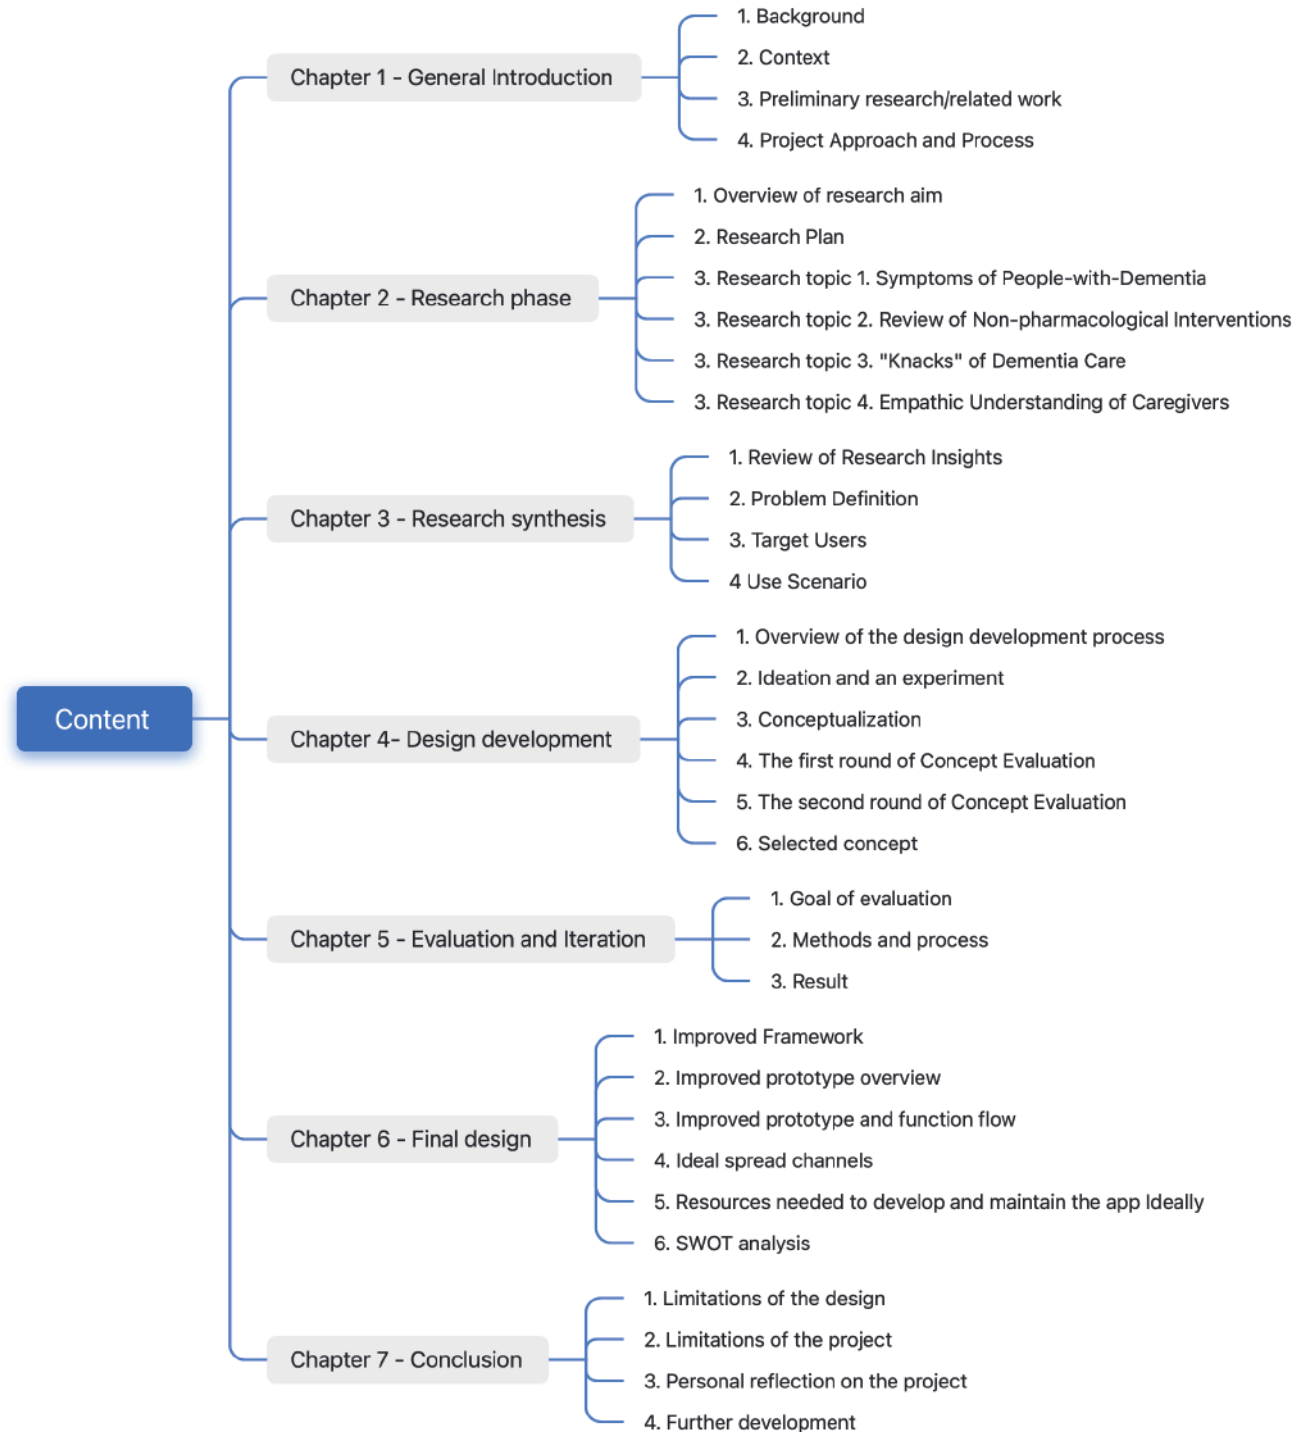 Content
Chapter 1 - General Introduction
1. Background
2. Context
3. Preliminary research/related work
4. Project Approach and Process
Chapter 2 - Research phase
1. Overview of research aim
2. Research Plan
3. Research topic 1. Symptoms of People-with-Dementia
3. Research topic 2. Review of Non-pharmacological Interventions
3. Research topic 3. "Knacks" of Dementia Care
3. Research topic 4. Empathic Understanding of Caregivers
Chapter 3 - Research synthesis
1. Review of Research Insights
2. Problem Definition
3. Target Users
4 Use Scenario
Chapter 4- Design development
1. Overview of the design development process
2. Ideation and an experiment
3. Conceptualization
4. The first round of Concept Evaluation
5. The second round of Concept Evaluation
6. Selected concept
Chapter 5 - Evaluation and Iteration
1. Goal of evaluation
2. Methods and process
3. Result
Chapter 6 - Final design
1. Improved Framework
2. Improved prototype overview
3. Improved prototype and function flow
4. Ideal spread channels
5. Resources needed to develop and maintain the app Ideally
6. SWOT analysis
Chapter 7 - Conclusion
1. Limitations of the design
2. Limitations of the project
3. Personal reflection on the project
4. Further development